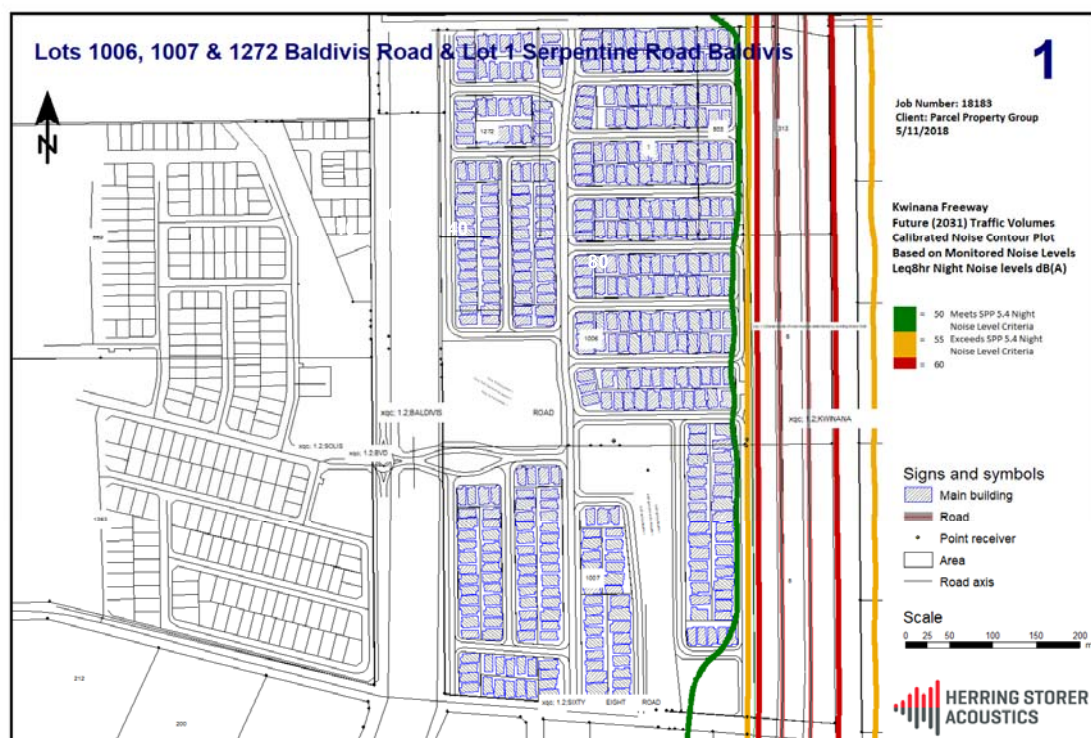 Lots 1006, 1007 & 1272 Baldivis Road & Lot 1 Serpentine Road Baldivis
1
Job Number: 18183
Client: Parcel Property Group
5/11/2018
N
Kwinana Freeway
Future (2031) Traffic Volumes
Calibrated Noise Contour Plot
Based on Monitored Noise Levels
Leq8hr Night Noise levels dB(A)
= 50 Meets SPP 5.4 Night
Noise Level Criteria
= 55 Exceeds SPP 5.4 Night
Noise Level Criteria
= 60
1272
1
40
80
1006
xqc; 1.2;BALDIVIS ROAD
xqc; 1.2;KWINANA
xqc; 1.2;SOLIS
xqc; 1.2;BVD
1007
212
200
xqc; 1.2;SIXTY EIGHT ROAD
Signs and symbols
Main building
Road
Point receiver
Area
Road axis
Scale
0 25 50 100 150 200
m
HERRING STORER
ACOUSTICS